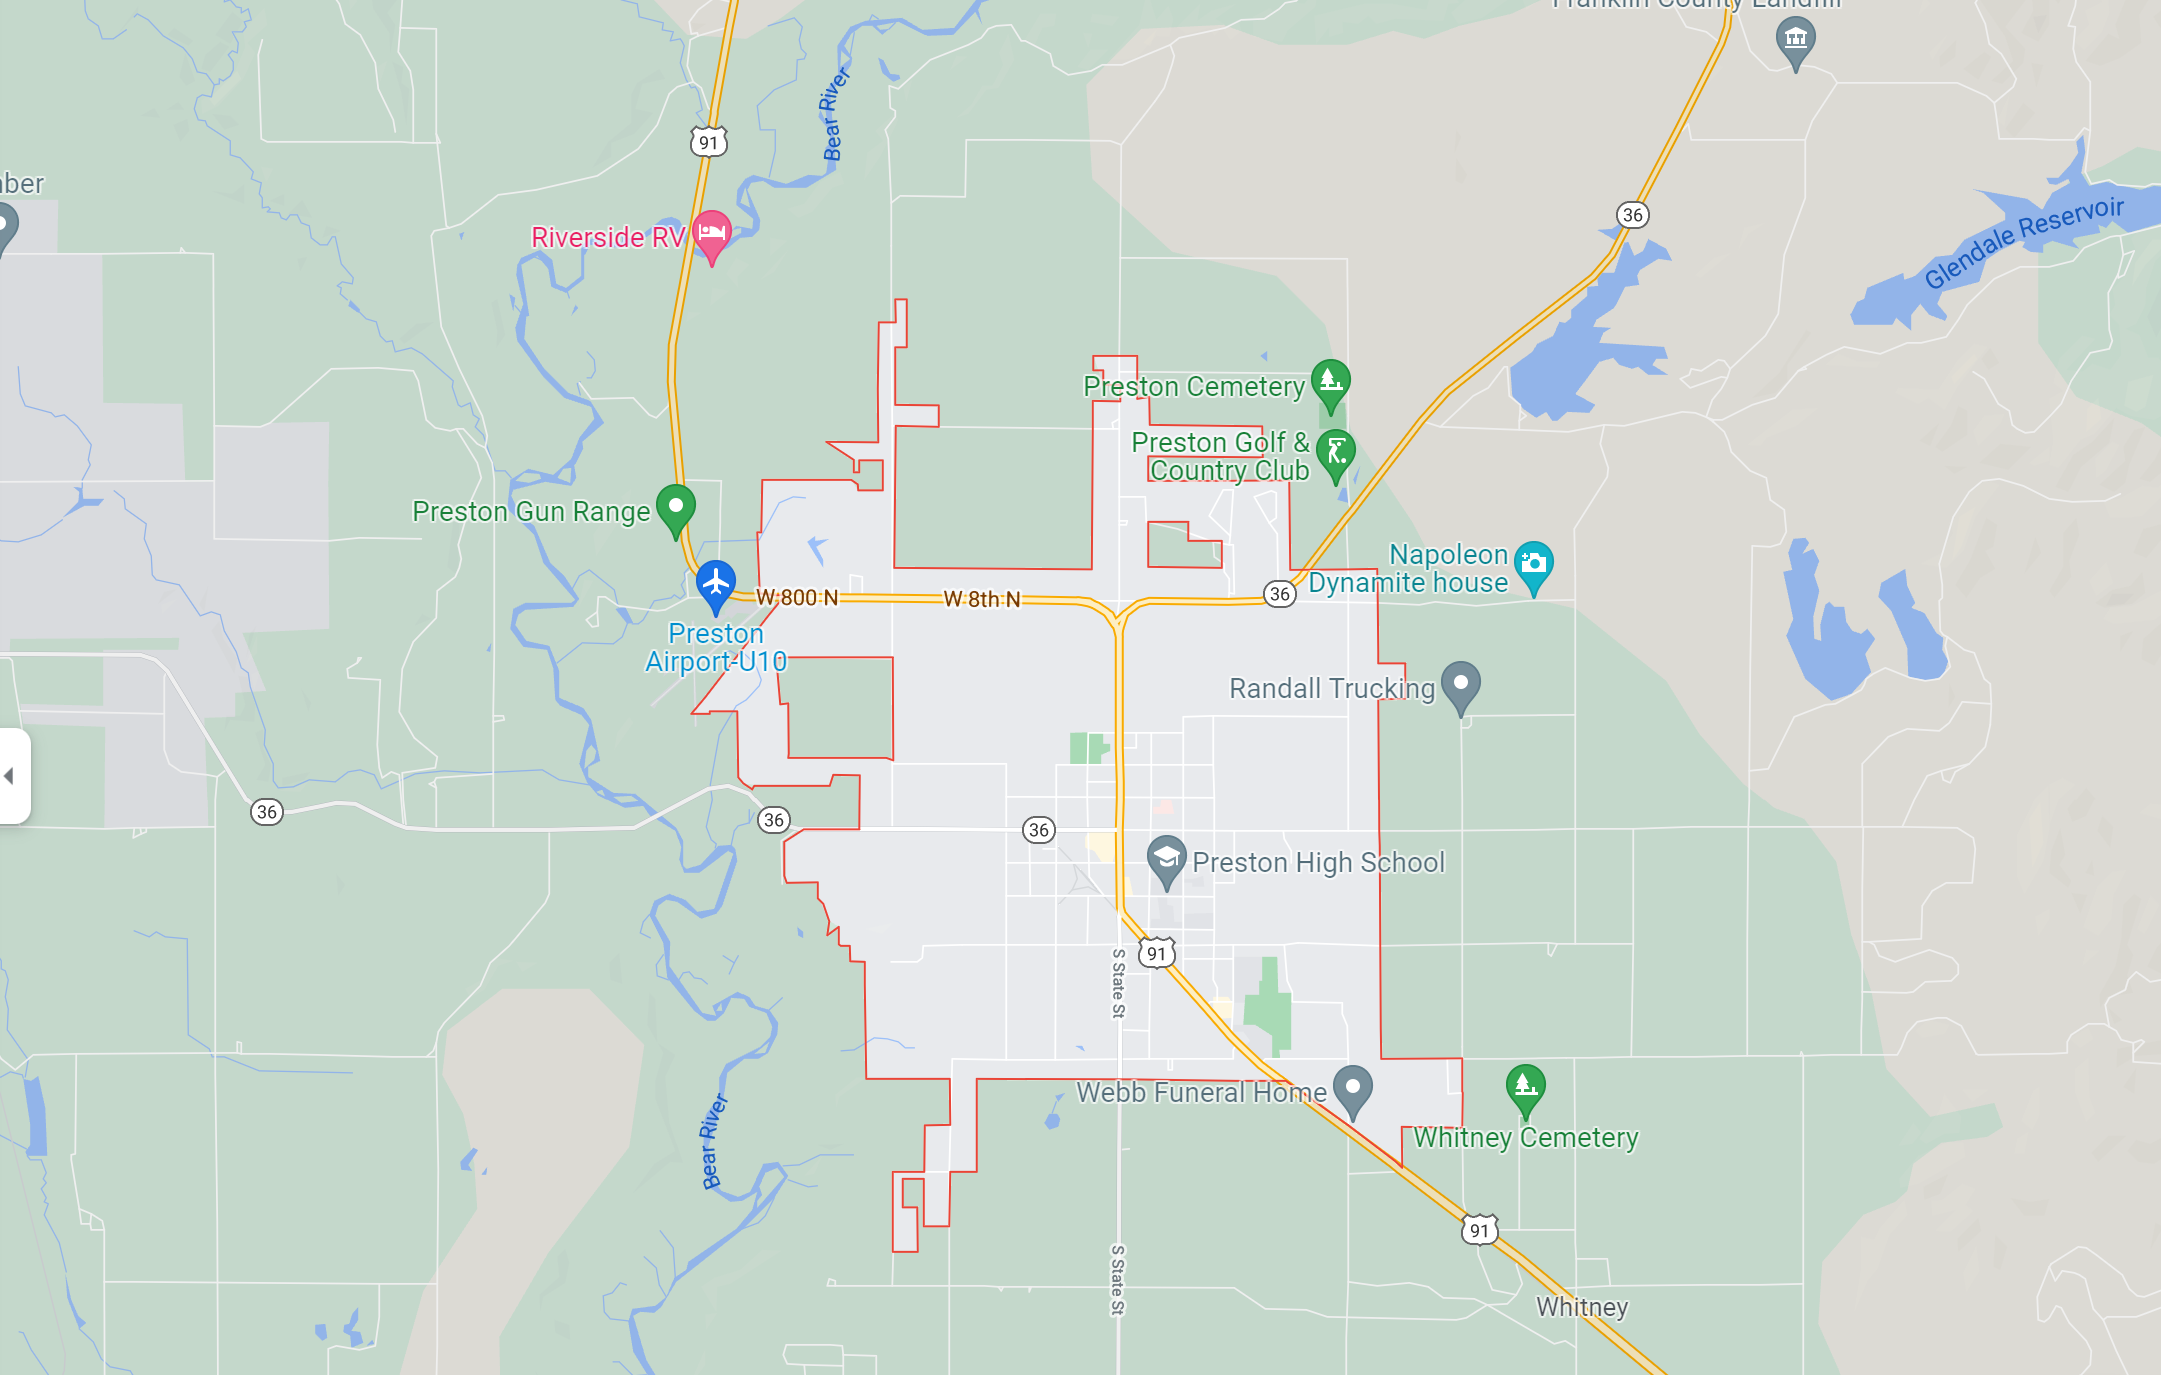 Franklin County Landfill
91
Bear River
nber
36
Riverside RV
Glendale Reservoir
Preston Cemetery
Preston Golf &
Country Club
Preston Gun Range
Napoleon
Dynamite house
W 800 N
W 8th N
36
Preston
Airport-U10
Randall Trucking
36
36
36
Preston High School
91
S State St
Webb Funeral Home
Whitney Cemetery
Bear River
91
S State St
Whitney